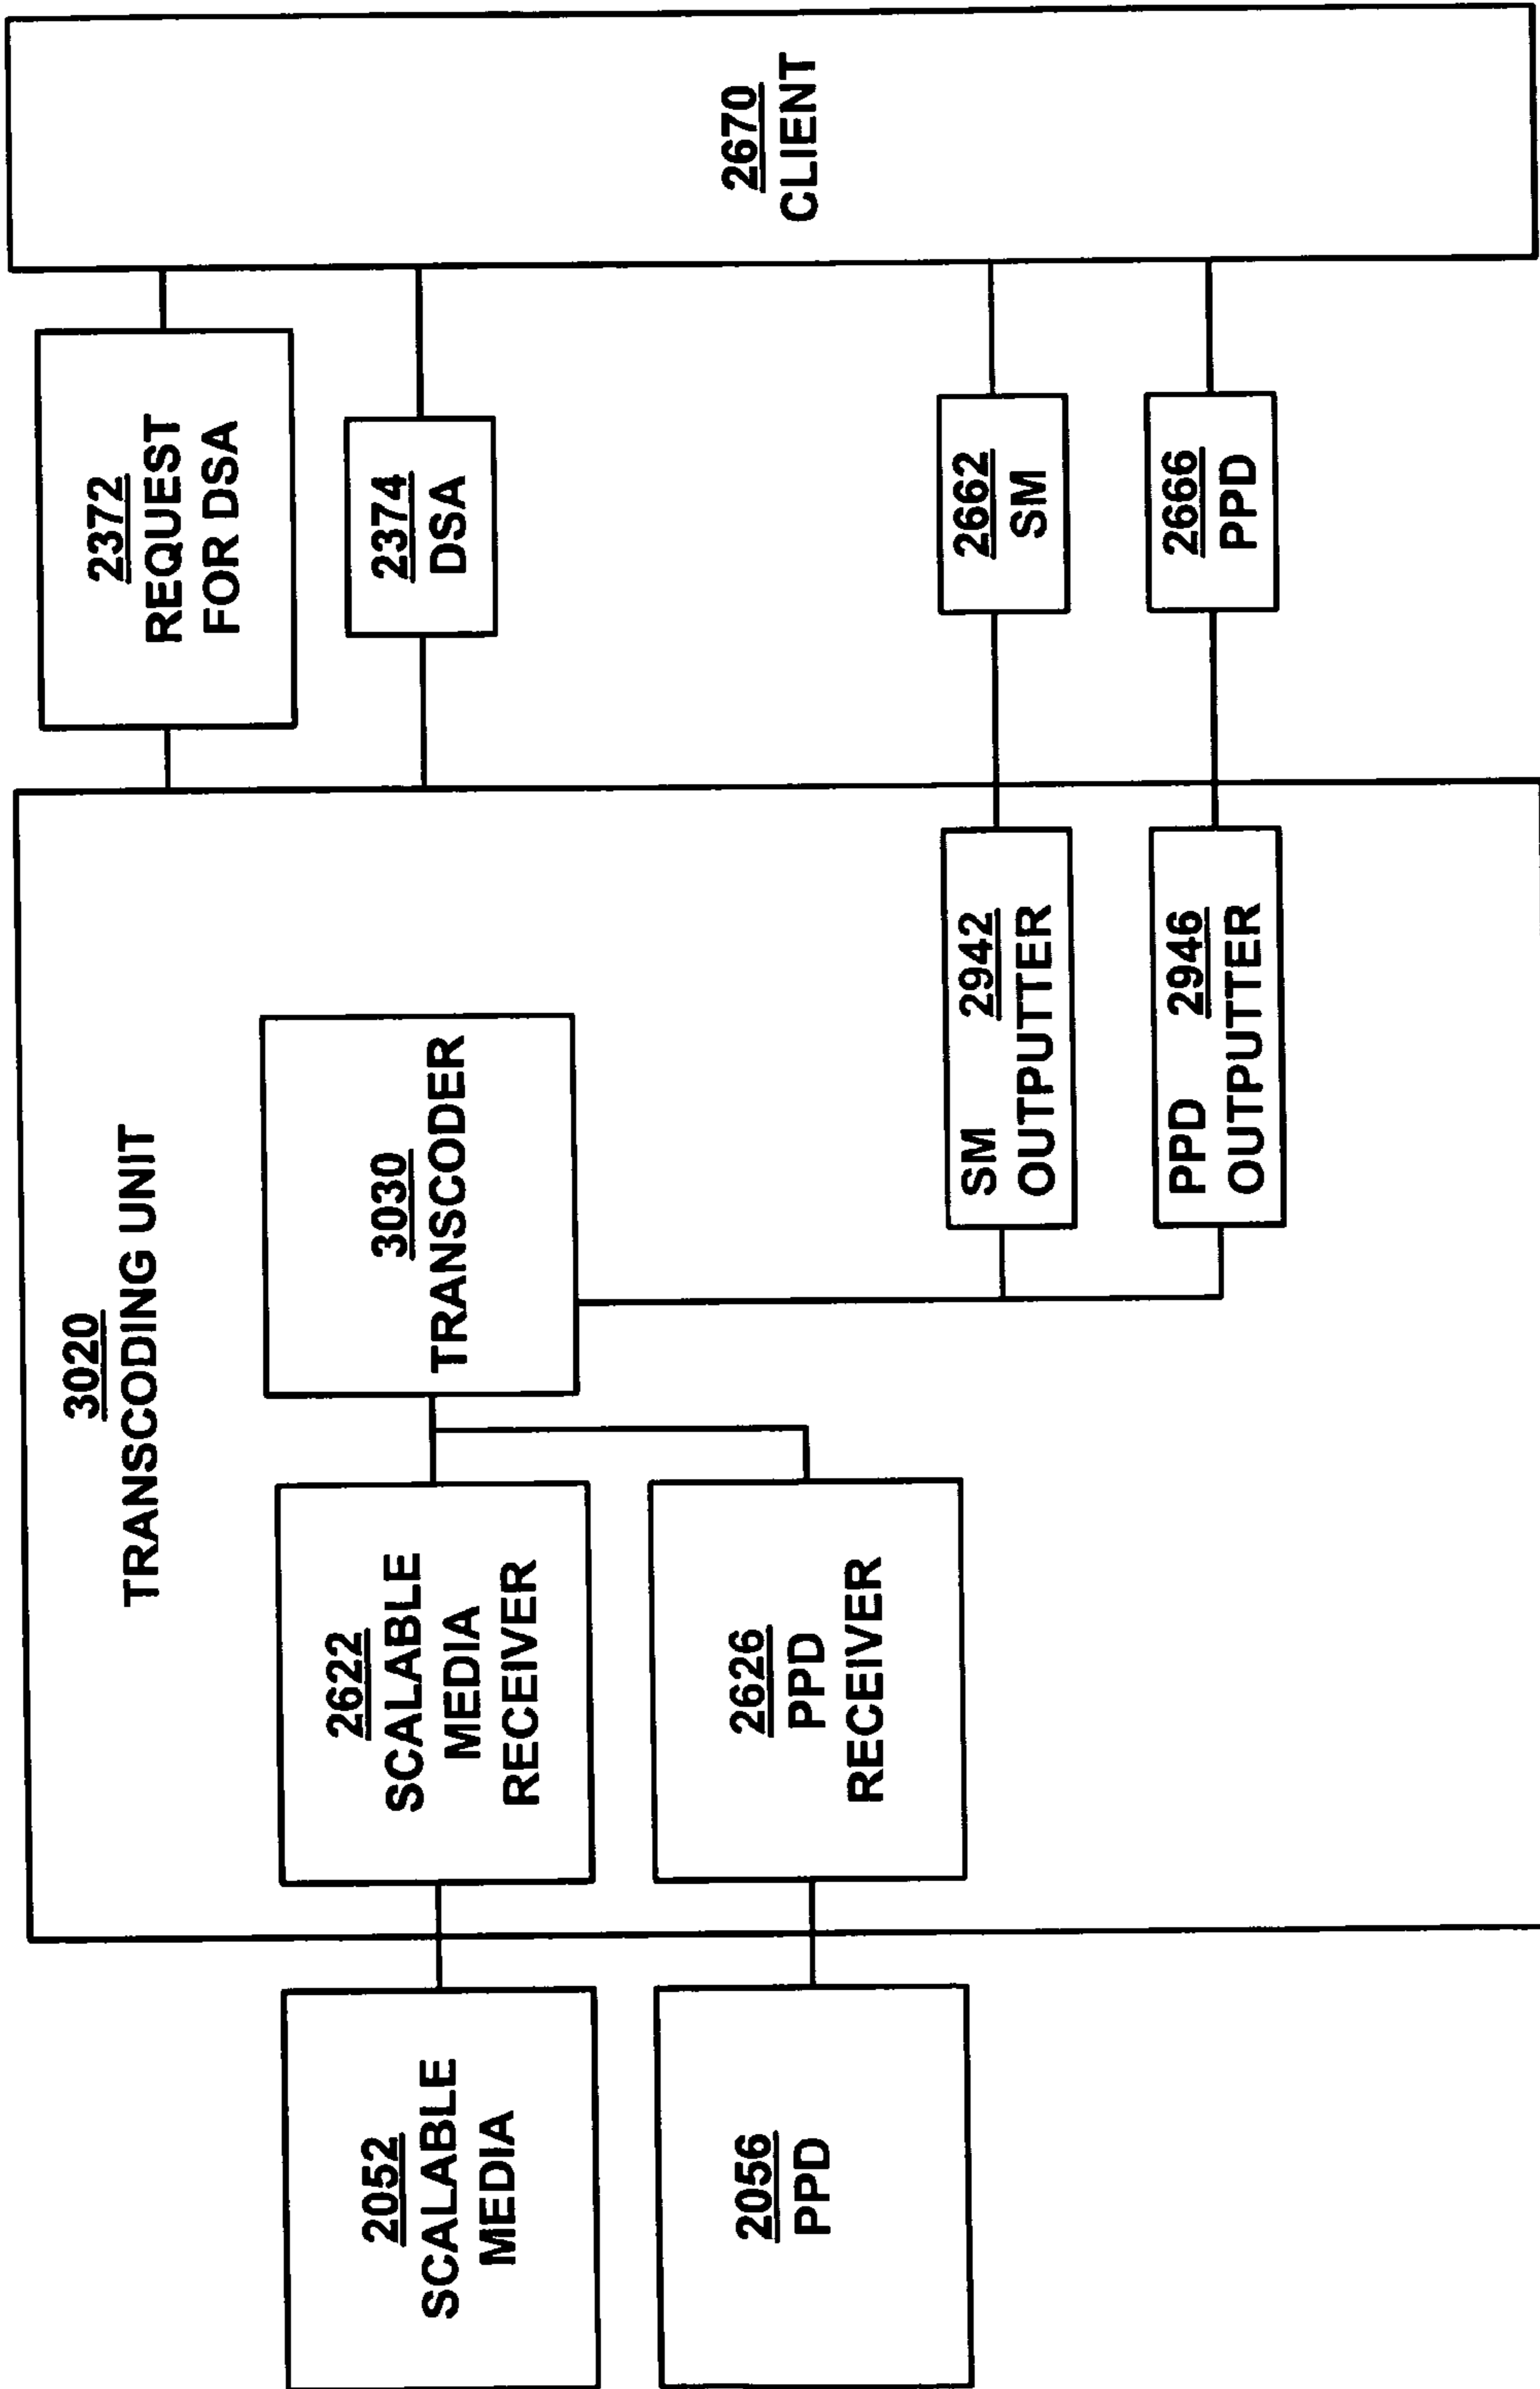 3020
TRANSCODING UNIT
2052
SCALABLE
MEDIA
2622
SCALABLE
MEDIA
RECEIVER
3030
TRANSCODER
2372
REQUEST
FOR DSA
2374
DSA
2670
CLIENT
2056
PPD
2626
PPD
RECEIVER
SM 2942
OUTPUTTER
2662
SM
PPD 2946
OUTPUTTER
2666
PPD